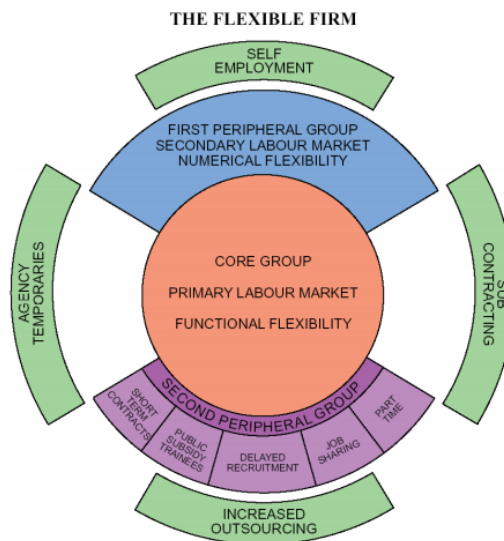 THE FLEXIBLE FIRM
SELF
EMPLOYMENT
FIRST PERIPHERAL GROUP
SECONDARY LABOUR MARKET
NUMERICAL FLEXIBILITY
AGENCY
TEMPORARIES
CORE GROUP
PRIMARY LABOUR MARKET
FUNCTIONAL FLEXIBILITY
SUB
CONTRACTING
SECOND PERIPHERAL GROUP
SHORT
TERM
CONTRACTS
PUBLIC
SUBSIDY
TRAINEES
DELAYED
RECRUITMENT
JOB
SHARING
PART
TIME
INCREASED
OUTSOURCING